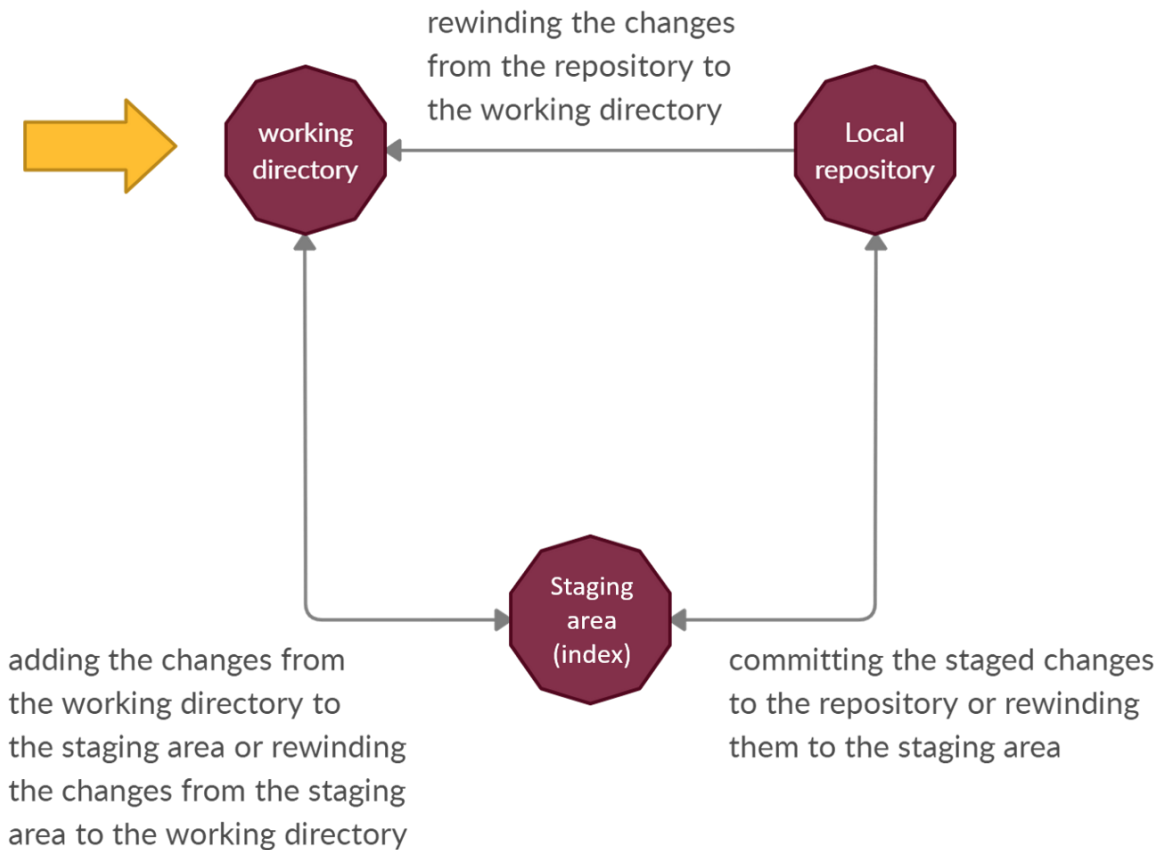 rewinding the changes
from the repository to
the working directory
working
directory
Local
repository
Staging
area
(index)
adding the changes from
the working directory to
the staging area or rewinding
the changes from the staging
area to the working directory
committing the staged changes
to the repository or rewinding
them to the staging area